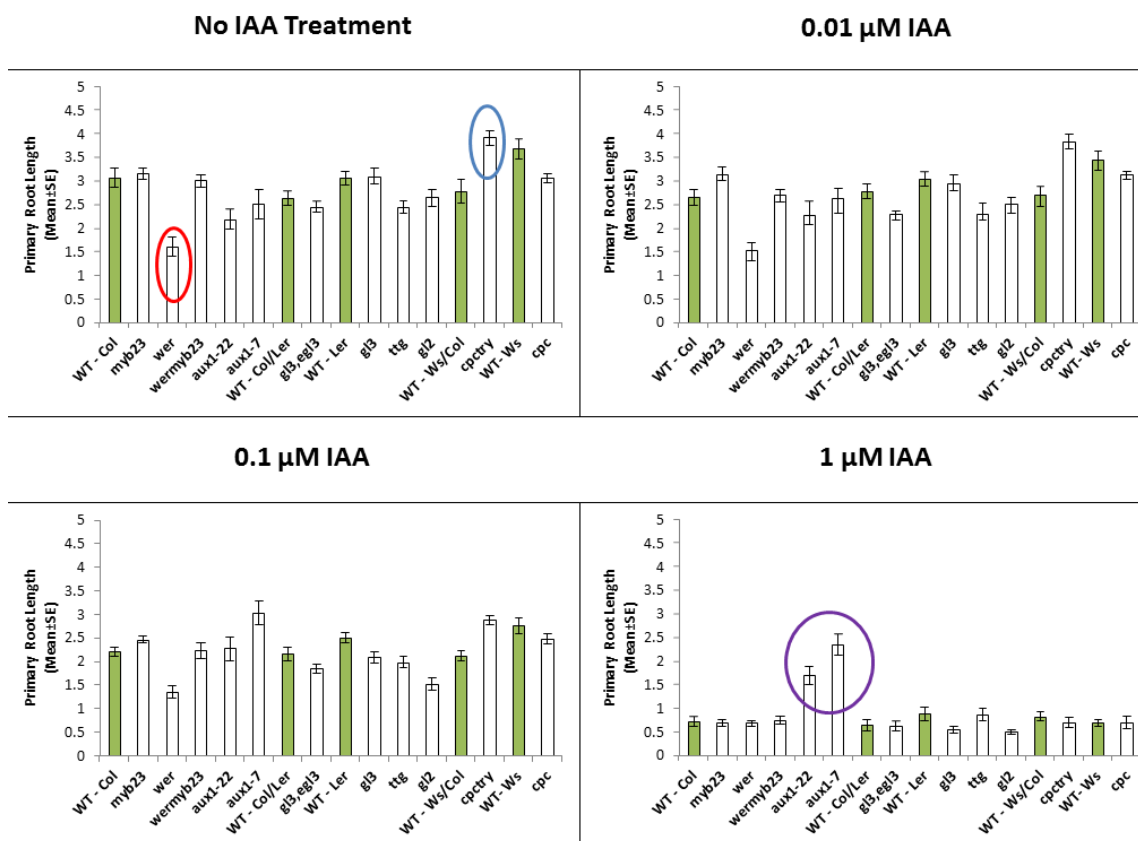 No IAA Treatment
0.01 µM IAA
Primary Root Length
(Mean±SE)
5
4.5
4
3.5
3
2.5
2
1.5
1
0.5
0
WT - Col
myb23
wer
wermyb23
aux1-22
aux1-7
WT - Col/Ler
gl3,egl3
WT - Ler
gl3
ttg
gl2
WT - Ws/Col
cpctry
WT- Ws
cpc
Primary Root Length
(Mean±SE)
5
4.5
4
3.5
3
2.5
2
1.5
1
0.5
0
WT - Col
myb23
wer
wermyb23
aux1-22
aux1-7
WT - Col/Ler
gl3,egl3
WT - Ler
gl3
ttg
gl2
WT - Ws/Col
cpctry
WT- Ws
cpc
0.1 µM IAA
1 µM IAA
Primary Root Length
(Mean±SE)
5
4.5
4
3.5
3
2.5
2
1.5
1
0.5
0
WT - Col
myb23
wer
wermyb23
aux1-22
aux1-7
WT - Col/Ler
gl3,egl3
WT - Ler
gl3
ttg
gl2
WT - Ws/Col
cpctry
WT- Ws
cpc
Primary Root Length
(Mean±SE)
5
4.5
4
3.5
3
2.5
2
1.5
1
0.5
0
WT - Col
myb23
wer
wermyb23
aux1-22
aux1-7
WT - Col/Ler
gl3,egl3
WT - Ler
gl3
ttg
gl2
WT - Ws/Col
cpctry
WT- Ws
cpc